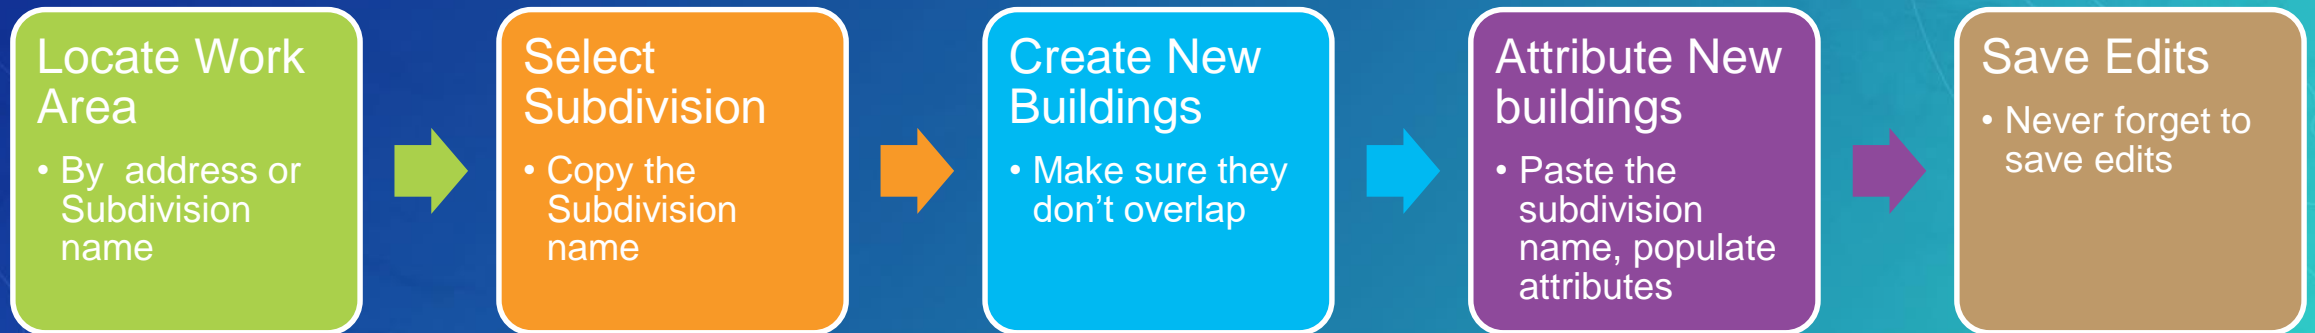 Locate Work
Area
• By  address or
Subdivision
name
Select
Subdivision
• Copy the
Subdivision
name
Create New
Buildings
• Make sure they
don’t overlap
Attribute New
buildings
• Paste the
subdivision
name, populate
attributes
Save Edits
• Never forget to
save edits